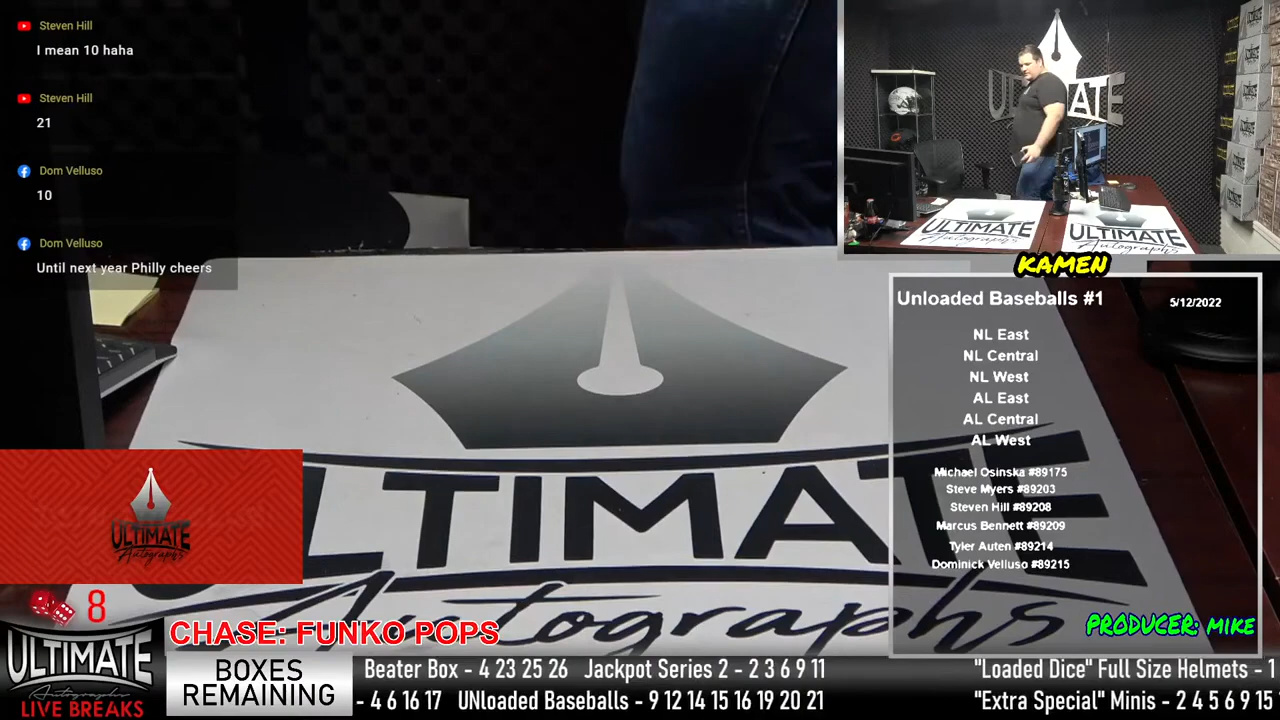 Steven Hill
I mean 10 haha
Steven Hill
21
Dom Velluso
10
Dom Velluso
Until next year Philly cheers
ULTIMATE
ULTIMATE
Autographs
ULTIMATE
Autographs
KAMEN
Unloaded Baseballs #1 5/12/2022
NL East
NL Central
NL West
AL East
AL Central
AL West
Michael Osinska #89175
Steve Myers #89203
Steven Hill #89208
Marcus Bennett #89209
Tyler Auten #89214
Dominick Velluso #89215
PRODUCER: MIKE
ULTIMATE
Autographs
ULTIMATE
Autographs
8
CHASE: FUNKO POPS
ULTIMATE
Autographs
LIVE BREAKS
BOXES
REMAINING
Beater Box - 4 23 25 26 Jackpot Series 2 - 2 3 6 9 11 "Loaded Dice" Full Size Helmets - 1
- 4 6 16 17 UNloaded Baseballs - 9 12 14 15 16 19 20 21 "Extra Special" Minis - 2 4 5 6 9 15